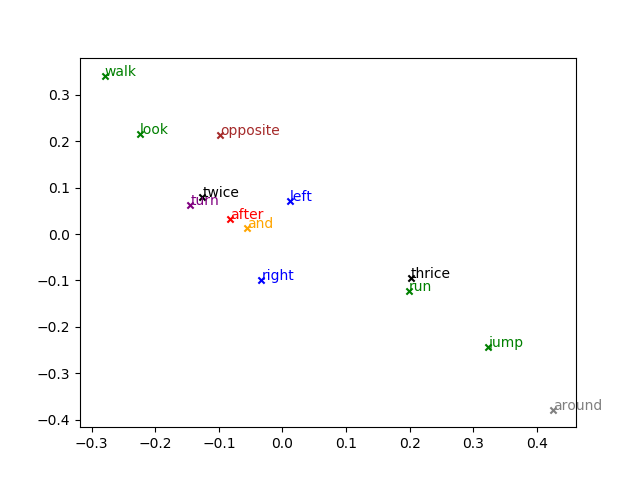 walk
look
opposite
twice
turn
left
after
and
right
thrice
run
jump
around
0.3
0.2
0.1
0.0
−0.1
−0.2
−0.3
−0.4
−0.3 −0.2 −0.1 0.0 0.1 0.2 0.3 0.4